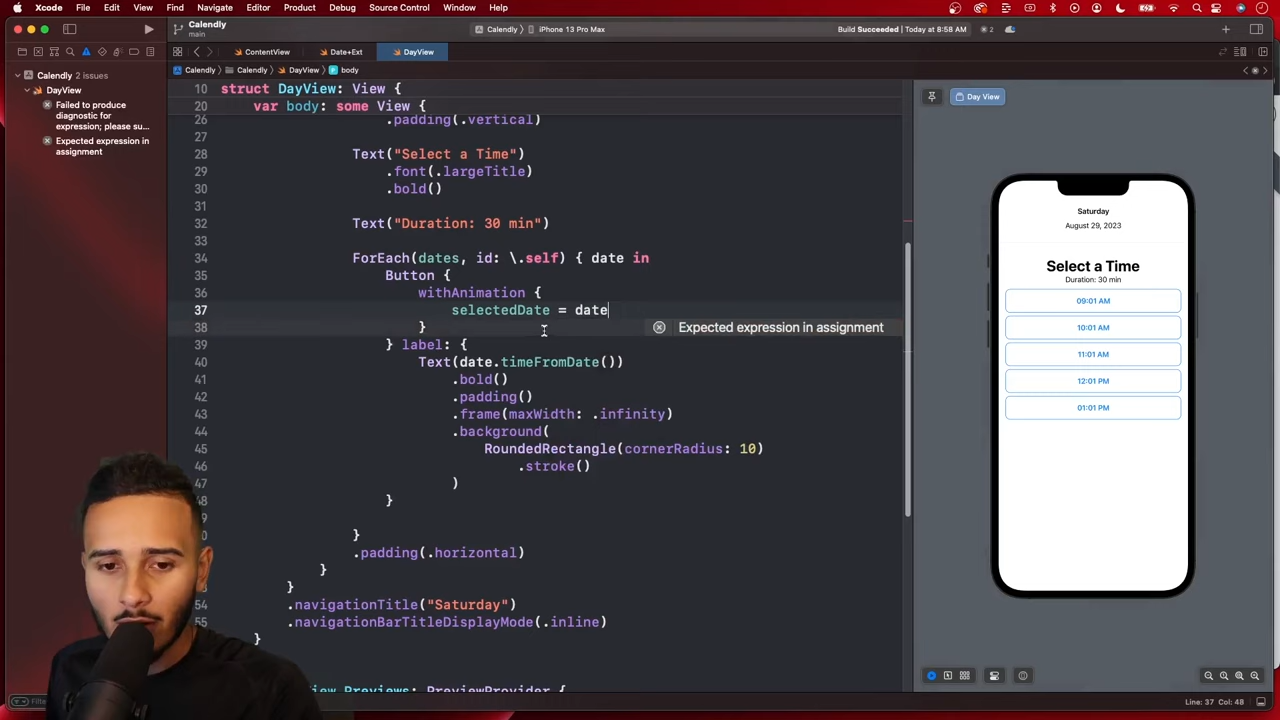 Xcode File Edit View Find Navigate Editor Product Debug Source Control Window Help
Calendly
main
Calendly 〉 iPhone 13 Pro Max
Build Succeeded | Today at 8:58 AM
2
ContentView
Date+Ext
DayView
Calendly 〉 Calendly 〉 DayView 〉 body
Calendly 2 issues
DayView
Failed to produce
diagnostic for
expression; please su...
Expected expression in
assignment
10 struct DayView: View {
20 var body: some View {
26 .padding(.vertical)
27
28 Text("Select a Time")
29 .font(.largeTitle)
30 .bold()
31
32 Text("Duration: 30 min")
33
34 ForEach(dates, id: \.self) { date in
35 Button {
36 withAnimation {
37 selectedDate = date
38 }
Expected expression in assignment
39 } label: {
40 Text(date.timeFromDate())
41 .bold()
42 .padding()
43 .frame(maxWidth: .infinity)
44 .background(
45 RoundedRectangle(cornerRadius: 10)
46 .stroke()
47 )
48 }
9
0 }
.padding(.horizontal)
}
}
54 .navigationTitle("Saturday")
55 .navigationBarTitleDisplayMode(.inline)
}
View_Previews: PreviewProvider {
Day View
Saturday
August 29, 2023
Select a Time
Duration: 30 min
09:01 AM
10:01 AM
11:01 AM
12:01 PM
01:01 PM
Filte
Line: 37 Col: 48